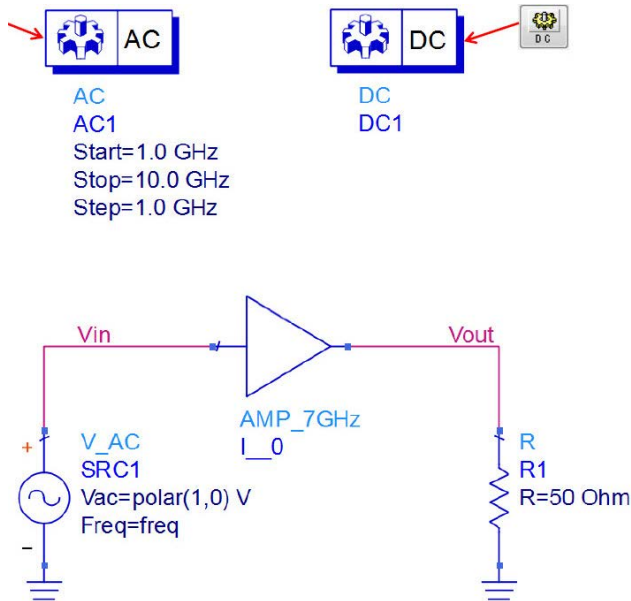 AC
DC
DC
AC
AC1
Start=1.0 GHz
Stop=10.0 GHz
Step=1.0 GHz
DC
DC1
Vin
Vout
AMP_7GHz
I__0
+
V_AC
SRC1
Vac=polar(1,0) V
Freq=freq
−
R
R1
R=50 Ohm